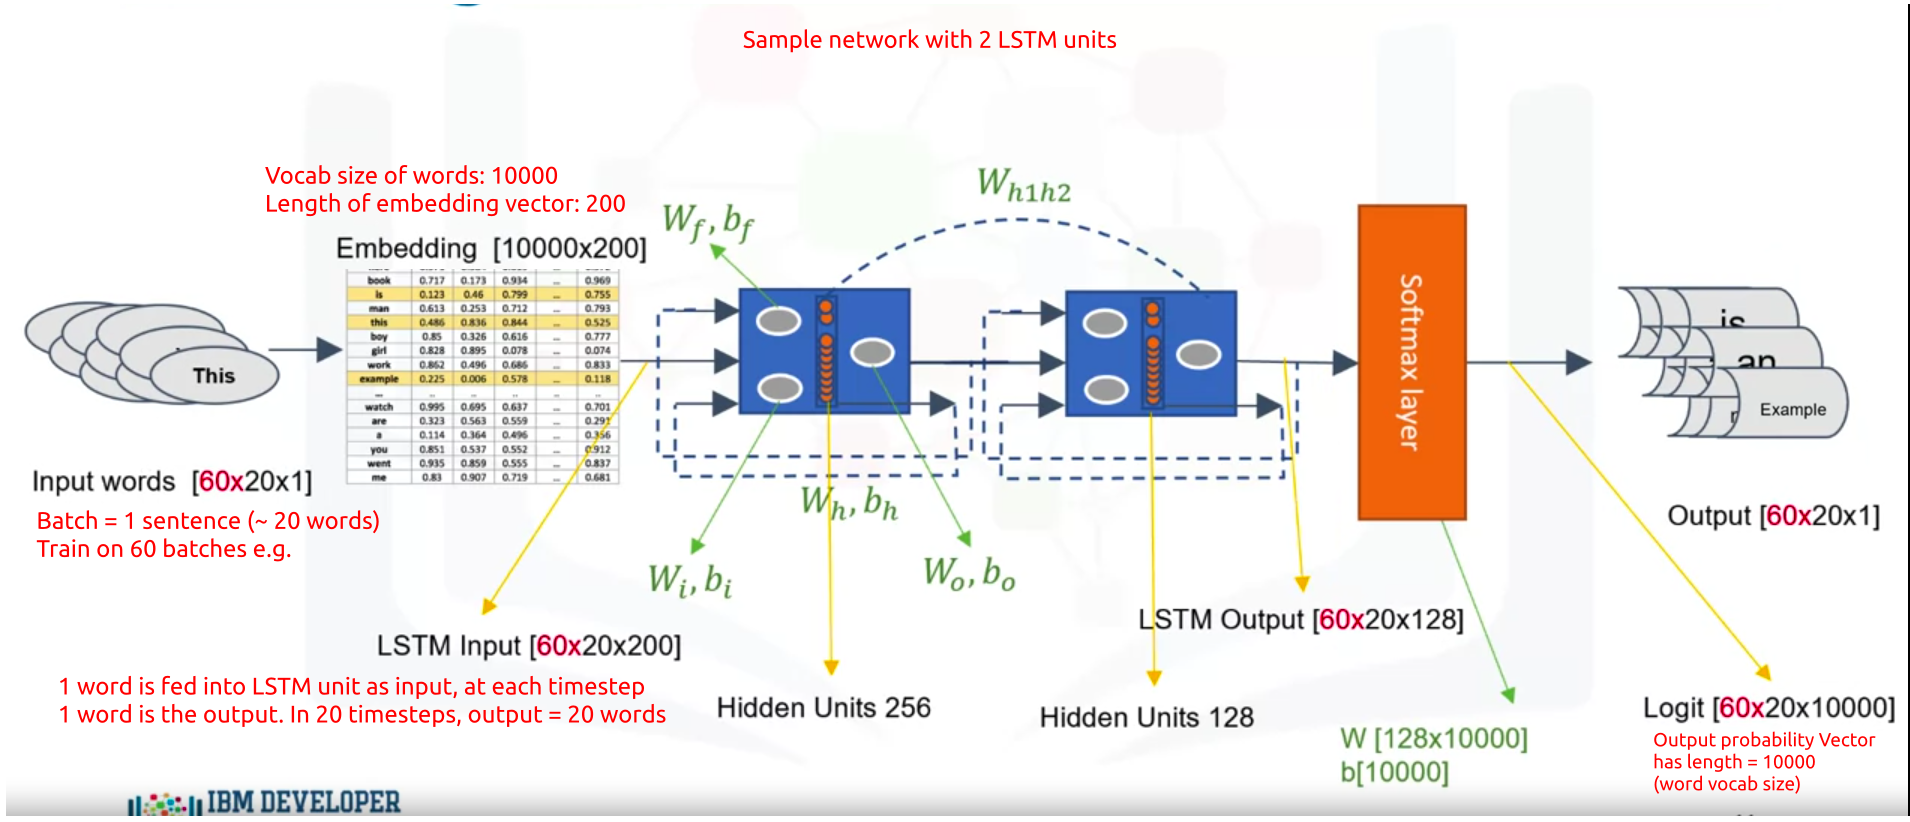 Sample network with 2 LSTM units
Vocab size of words: 10000
Length of embedding vector: 200
Embedding [10000x200]
book 0.717 0.173 0.934 ... 0.969
is 0.123 0.46 0.799 ... 0.755
man 0.613 0.253 0.712 ... 0.793
this 0.486 0.836 0.844 ... 0.525
boy 0.85 0.326 0.616 ... 0.777
girl 0.828 0.895 0.078 ... 0.074
work 0.862 0.496 0.686 ... 0.833
example 0.225 0.006 0.578 ... 0.118
... ... ... ... ... ...
watch 0.995 0.695 0.637 ... 0.701
are 0.323 0.563 0.559 ...
a 0.114 0.364 0.496 ...
you 0.851 0.537 0.552 ... 0.912
went 0.935 0.859 0.555 ... 0.837
me 0.83 0.907 0.719 ... 0.681
This
Input words [60x20x1]
Batch = 1 sentence (~ 20 words)
Train on 60 batches e.g.
W_f, b_f
W_h1h2
W_h, b_h
W_i, b_i
W_o, b_o
Softmax layer
is
an
r
Example
Output [60x20x1]
LSTM Input [60x20x200]
1 word is fed into LSTM unit as input, at each timestep
1 word is the output. In 20 timesteps, output = 20 words
Hidden Units 256
LSTM Output [60x20x128]
Hidden Units 128
W [128x10000]
b[10000]
Logit [60x20x10000]
Output probability Vector
has length = 10000
(word vocab size)
IBM DEVELOPER